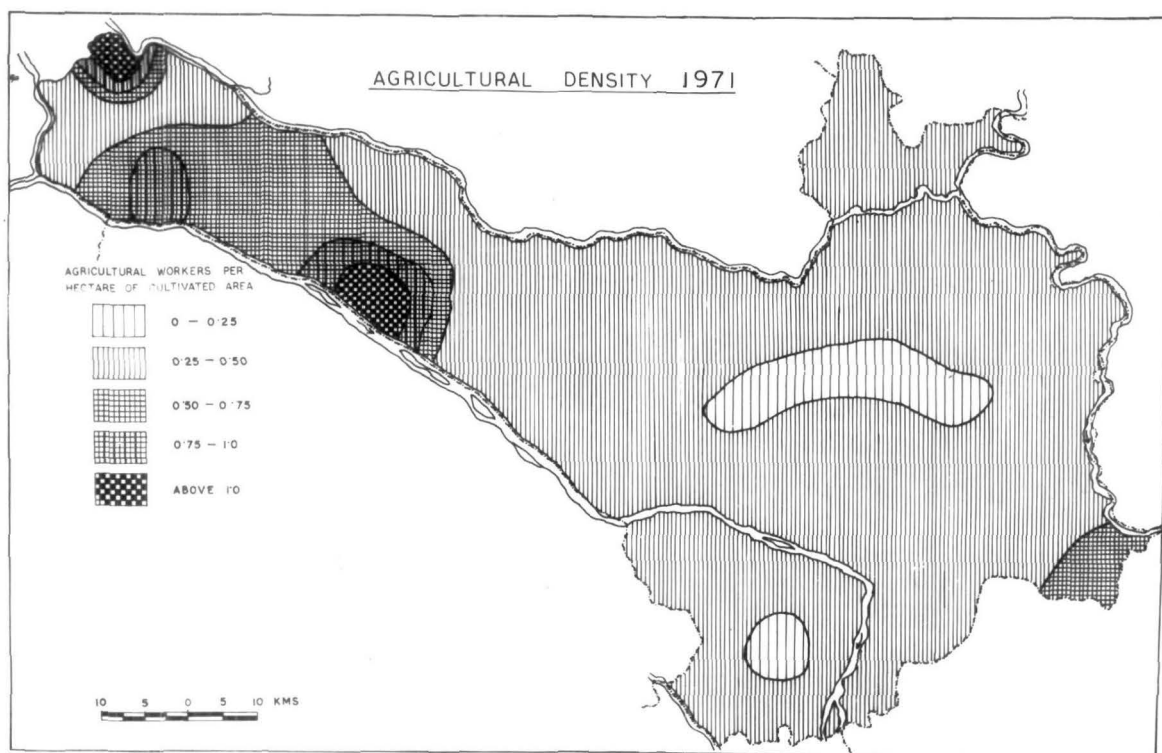 AGRICULTURAL DENSITY 1971
AGRICULTURAL WORKERS PER
HECTARE OF CULTIVATED AREA
0 – 0·25
0·25 – 0·50
0·50 – 0·75
0·75 – 1·0
ABOVE 1·0
10 5 0 5 10 KMS